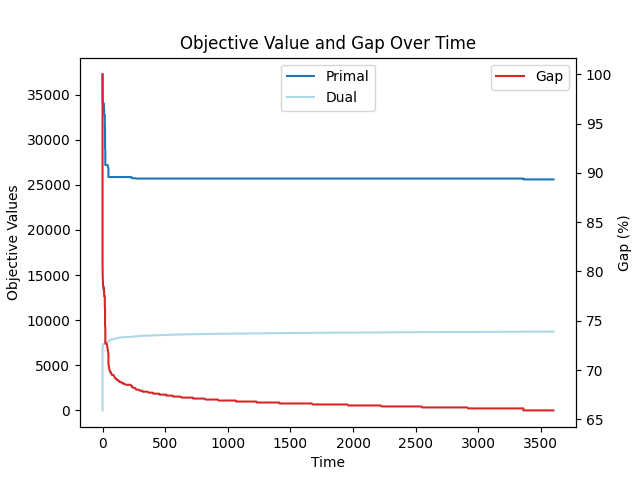 Objective Value and Gap Over Time
Primal
Dual
Gap
Objective Values
35000
30000
25000
20000
15000
10000
5000
0
100
95
90
85
80
75
70
65
Gap (%)
0 500 1000 1500 2000 2500 3000 3500
Time